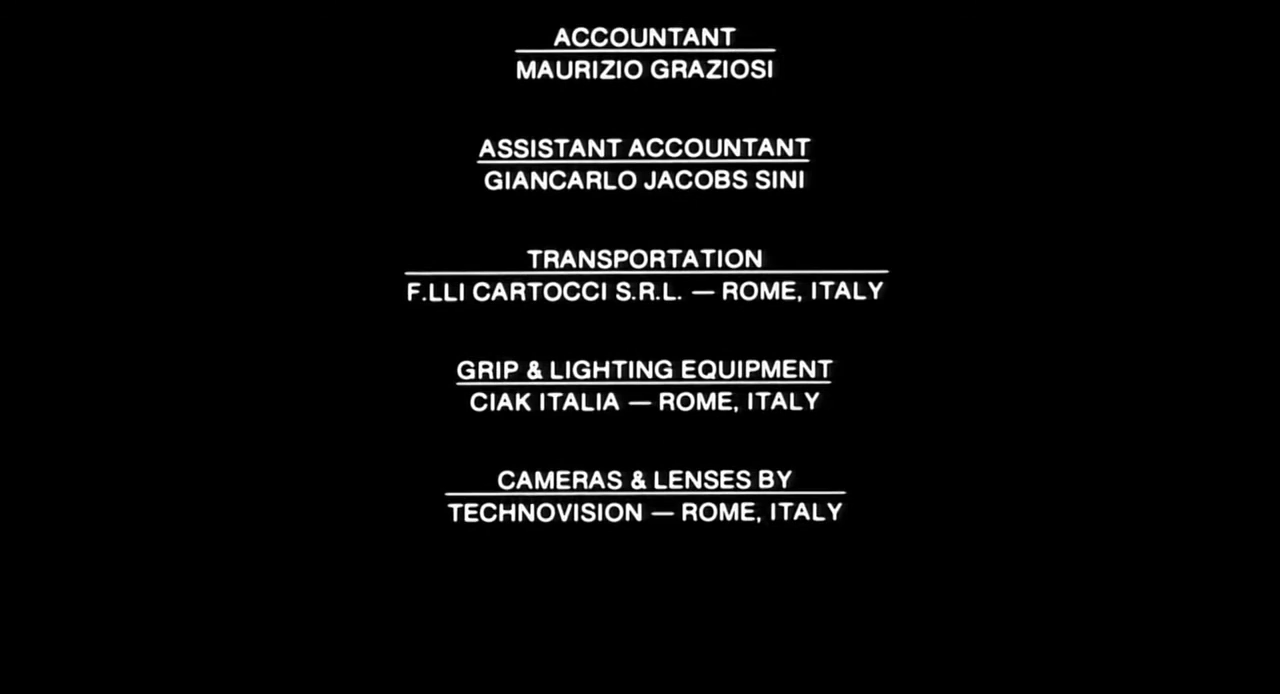 ACCOUNTANT
MAURIZIO GRAZIOSI
ASSISTANT ACCOUNTANT
GIANCARLO JACOBS SINI
TRANSPORTATION
F.LLI CARTOCCI S.R.L. — ROME, ITALY
GRIP & LIGHTING EQUIPMENT
CIAK ITALIA — ROME, ITALY
CAMERAS & LENSES BY
TECHNOVISION — ROME, ITALY